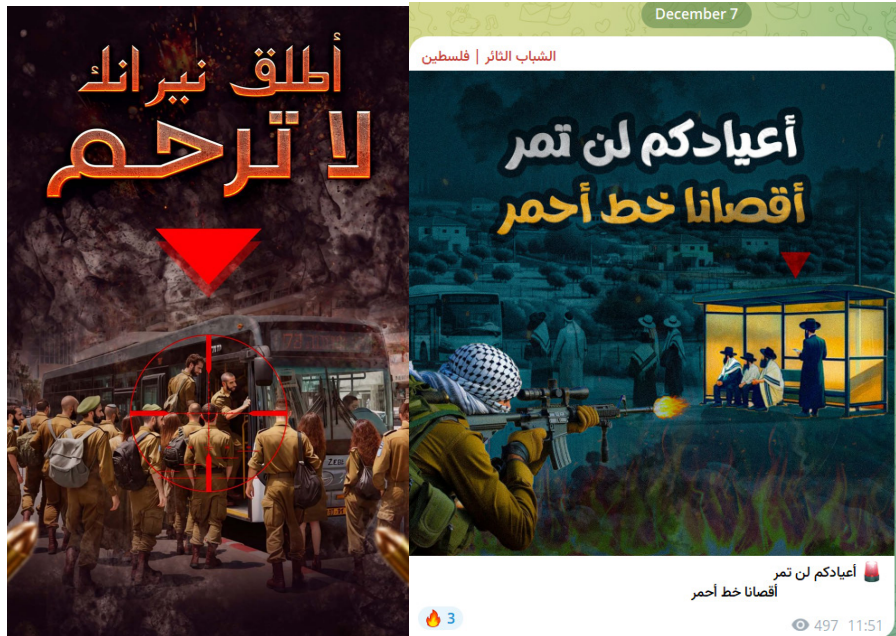 أطلق نيرانك
لا ترحم
December 7
الشباب الثائر | فلسطين
أعيادكم لن تمر
أقصانا خط أحمر
أعيادكم لن تمر
أقصانا خط أحمر
3
497 11:51